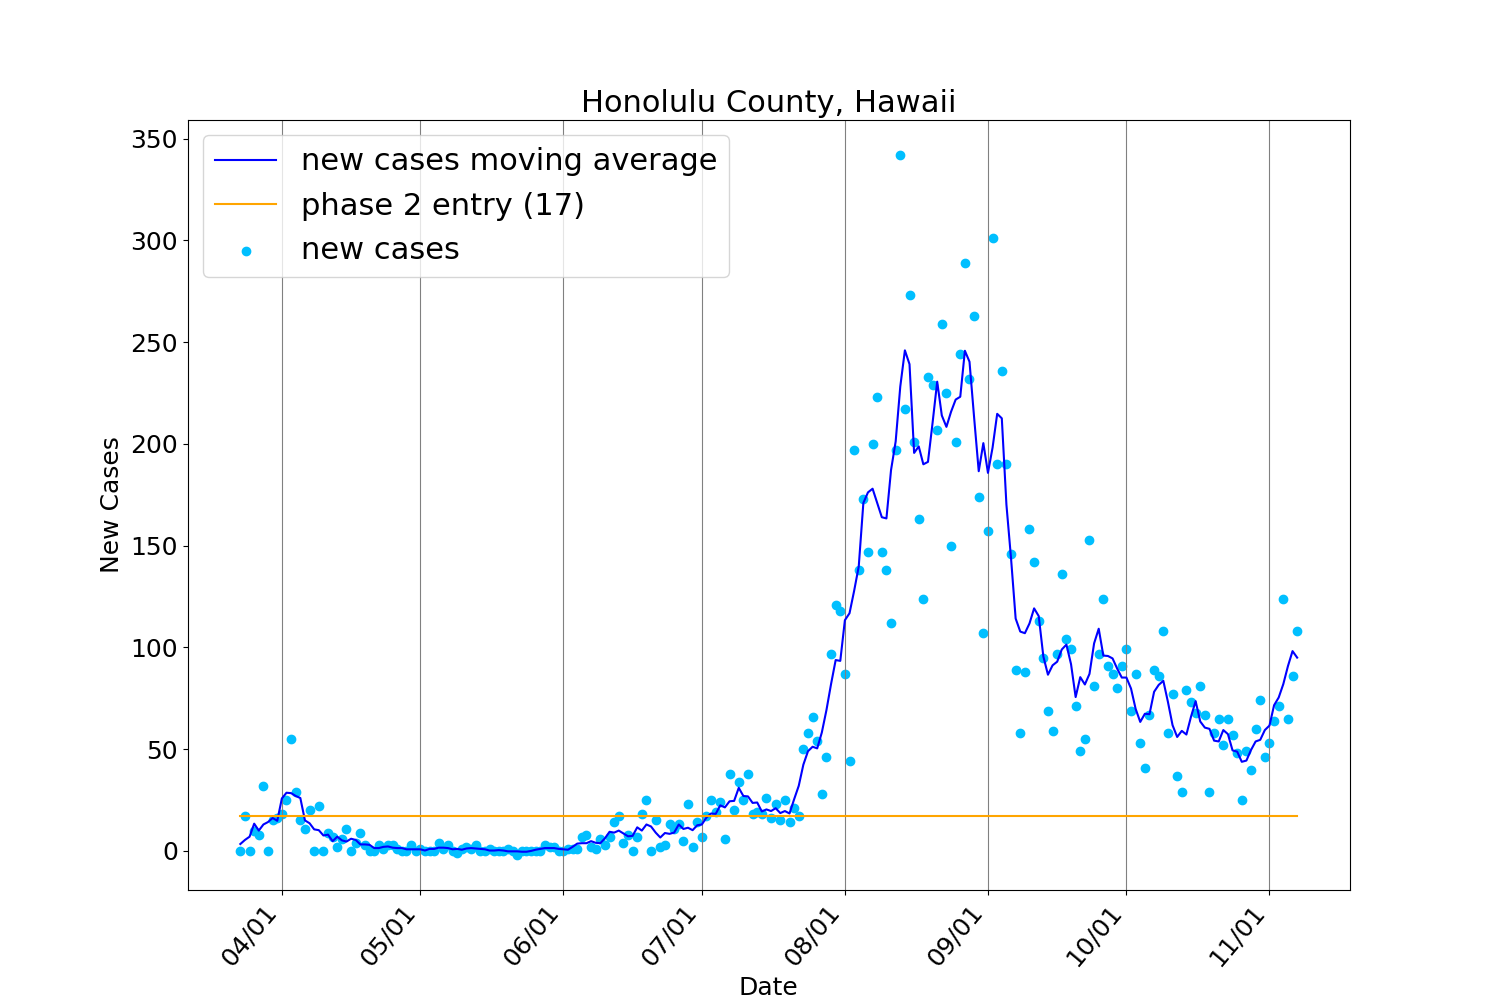 Honolulu County, Hawaii
new cases moving average
phase 2 entry (17)
new cases
350
300
250
200
150
100
50
0
New Cases
04/01
05/01
06/01
07/01
08/01
09/01
10/01
11/01
Date